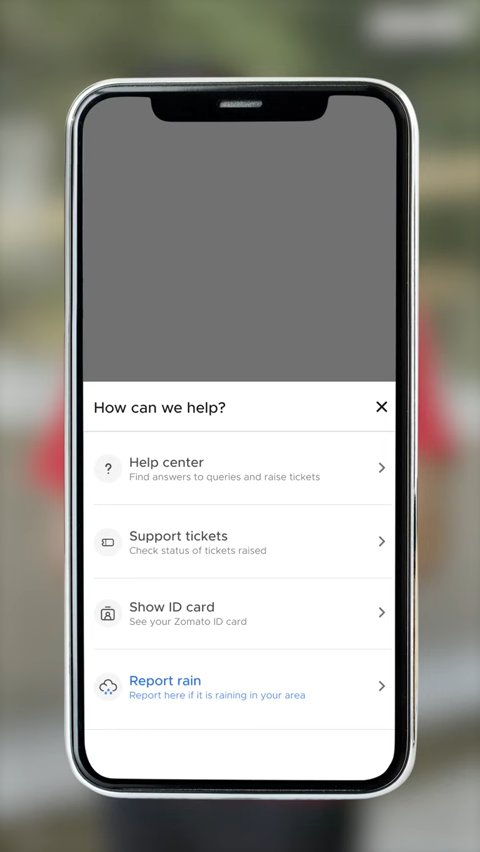 How can we help?
Help center
Find answers to queries and raise tickets
Support tickets
Check status of tickets raised
Show ID card
See your Zomato ID card
Report rain
Report here if it is raining in your area